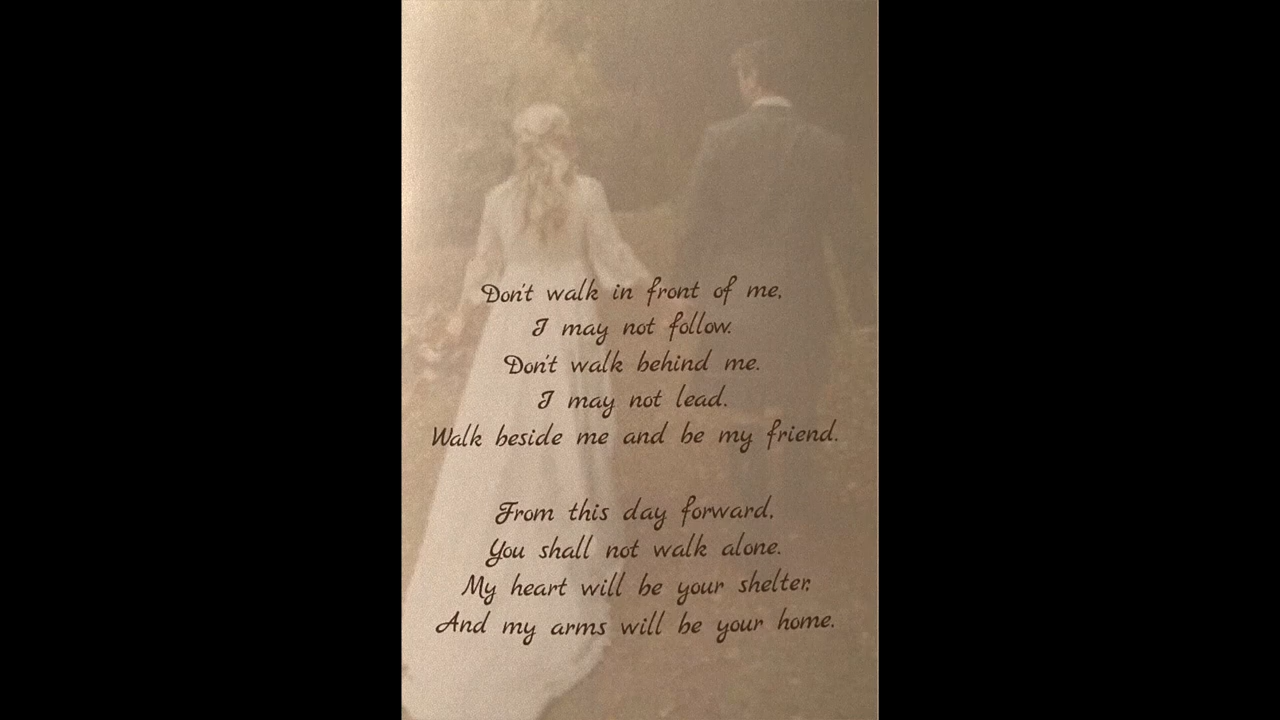 Don't walk in front of me,
I may not follow.
Don't walk behind me.
I may not lead.
Walk beside me and be my friend.
From this day forward,
You shall not walk alone.
My heart will be your shelter,
And my arms will be your home.